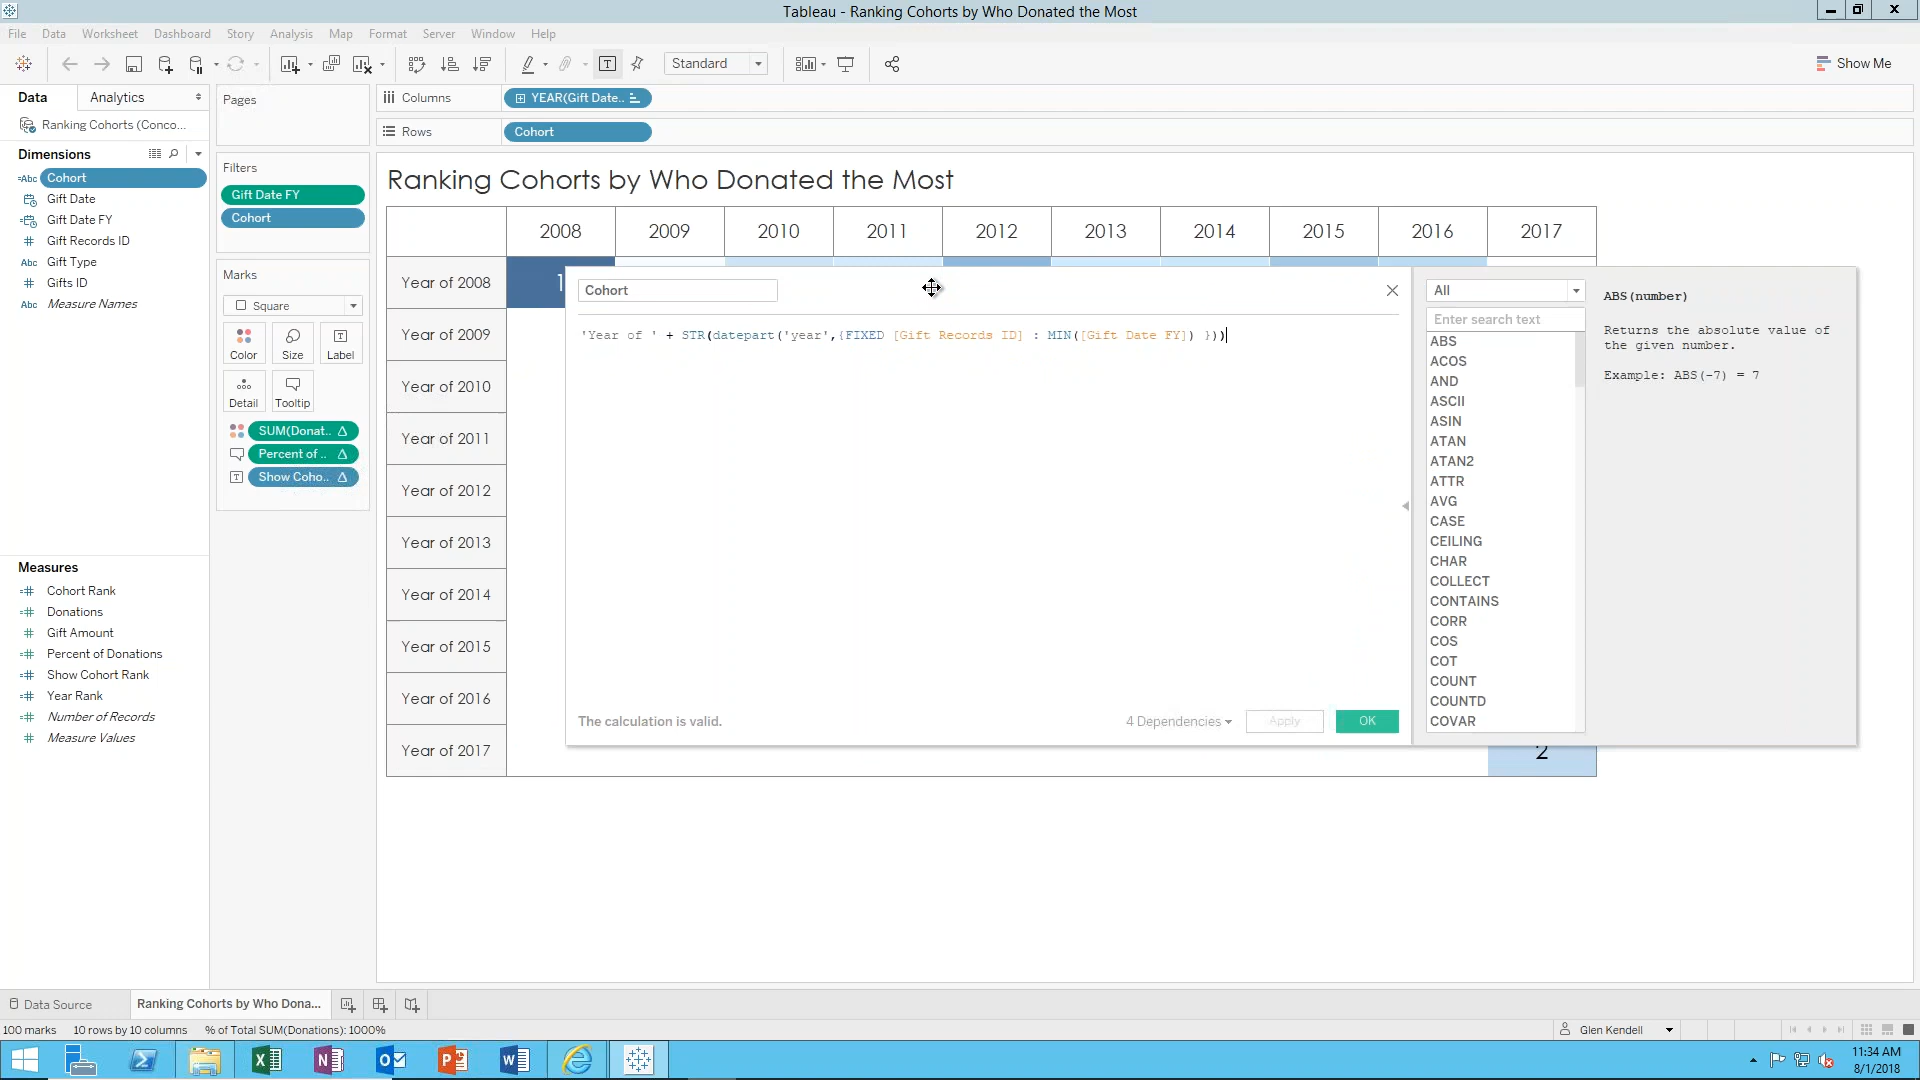 Tableau - Ranking Cohorts by Who Donated the Most
File Data Worksheet Dashboard Story Analysis Map Format Server Window Help
Standard
Show Me
Data Analytics
Ranking Cohorts (Conco...
Dimensions
=Abc Cohort
Gift Date
Gift Date FY
Gift Records ID
Abc Gift Type
Gifts ID
Abc Measure Names
Measures
Cohort Rank
Donations
Gift Amount
Percent of Donations
Show Cohort Rank
Year Rank
Number of Records
Measure Values
Pages
Filters
Gift Date FY
Cohort
Marks
Square
Color Size Label
Detail Tooltip
SUM(Donat..
Percent of ..
Show Coho..
Columns YEAR(Gift Date..
Rows Cohort
Ranking Cohorts by Who Donated the Most
2008 2009 2010 2011 2012 2013 2014 2015 2016 2017
Year of 2008 1
Year of 2009
Year of 2010
Year of 2011
Year of 2012
Year of 2013
Year of 2014
Year of 2015
Year of 2016
Year of 2017 2
Cohort
'Year of ' + STR(datepart('year',{FIXED [Gift Records ID] : MIN([Gift Date FY]) }))
The calculation is valid.
4 Dependencies Apply OK
All
Enter search text
ABS
ACOS
AND
ASCII
ASIN
ATAN
ATAN2
ATTR
AVG
CASE
CEILING
CHAR
COLLECT
CONTAINS
CORR
COS
COT
COUNT
COUNTD
COVAR
ABS(number)
Returns the absolute value of
the given number.
Example: ABS(-7) = 7
Data Source Ranking Cohorts by Who Dona...
100 marks 10 rows by 10 columns % of Total SUM(Donations): 1000%
Glen Kendell
11:34 AM
8/1/2018